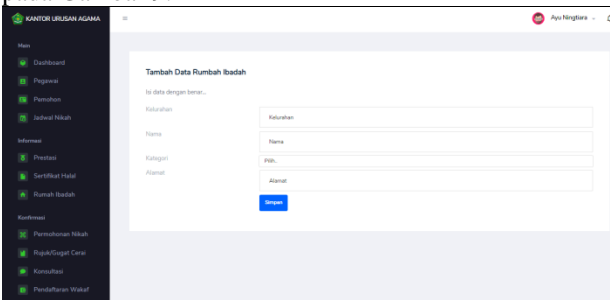 KANTOR URUSAN AGAMA
Ayu Ningtiara
Main
Dashboard
Pegawai
Pemohon
Jadwal Nikah
Informasi
Prestasi
Sertifikat Halal
Rumah Ibadah
Konfirmasi
Permohonan Nikah
Rujuk/Gugat Cerai
Konsultasi
Pendaftaran Wakaf
Tambah Data Rumbah Ibadah
Isi data dengan benar...
Kelurahan
Kelurahan
Nama
Nama
Kategori
Pilih..
Alamat
Alamat
Simpan